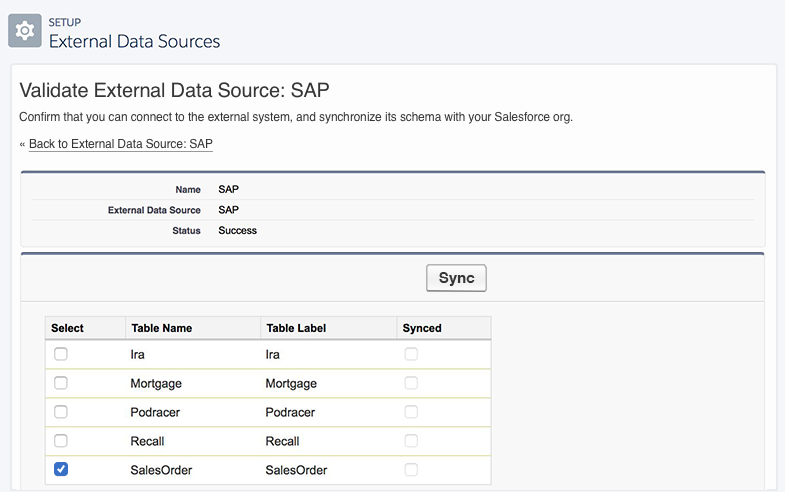 SETUP
External Data Sources
Validate External Data Source: SAP
Confirm that you can connect to the external system, and synchronize its schema with your Salesforce org.
« Back to External Data Source: SAP
Name SAP
External Data Source SAP
Status Success
Sync
Select Table Name Table Label Synced
Ira Ira
Mortgage Mortgage
Podracer Podracer
Recall Recall
SalesOrder SalesOrder